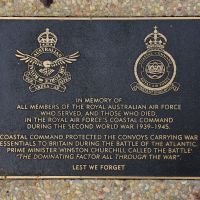 AUSTRALIA
IN MEMORY OF
ALL MEMBERS OF THE ROYAL AUSTRALIAN AIR FORCE
WHO SERVED, AND THOSE WHO DIED,
IN THE ROYAL AIR FORCE'S COASTAL COMMAND
DURING THE SECOND WORLD WAR 1939-1945.
COASTAL COMMAND PROTECTED THE CONVOYS CARRYING WAR
ESSENTIALS TO BRITAIN DURING THE BATTLE OF THE ATLANTIC.
PRIME MINISTER WINSTON CHURCHILL CALLED THE BATTLE
"THE DOMINATING FACTOR ALL THROUGH THE WAR".
LEST WE FORGET